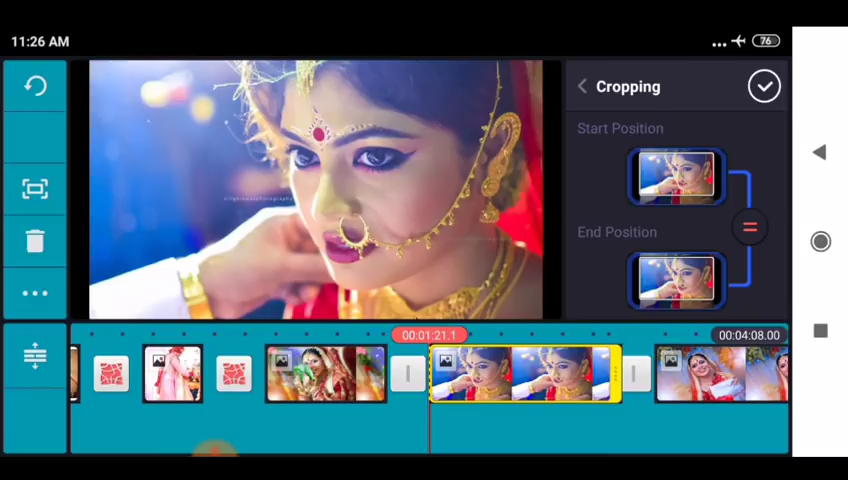 11:26 AM
76
Cropping
Start Position
End Position
00:01:21.1
00:04:08.00